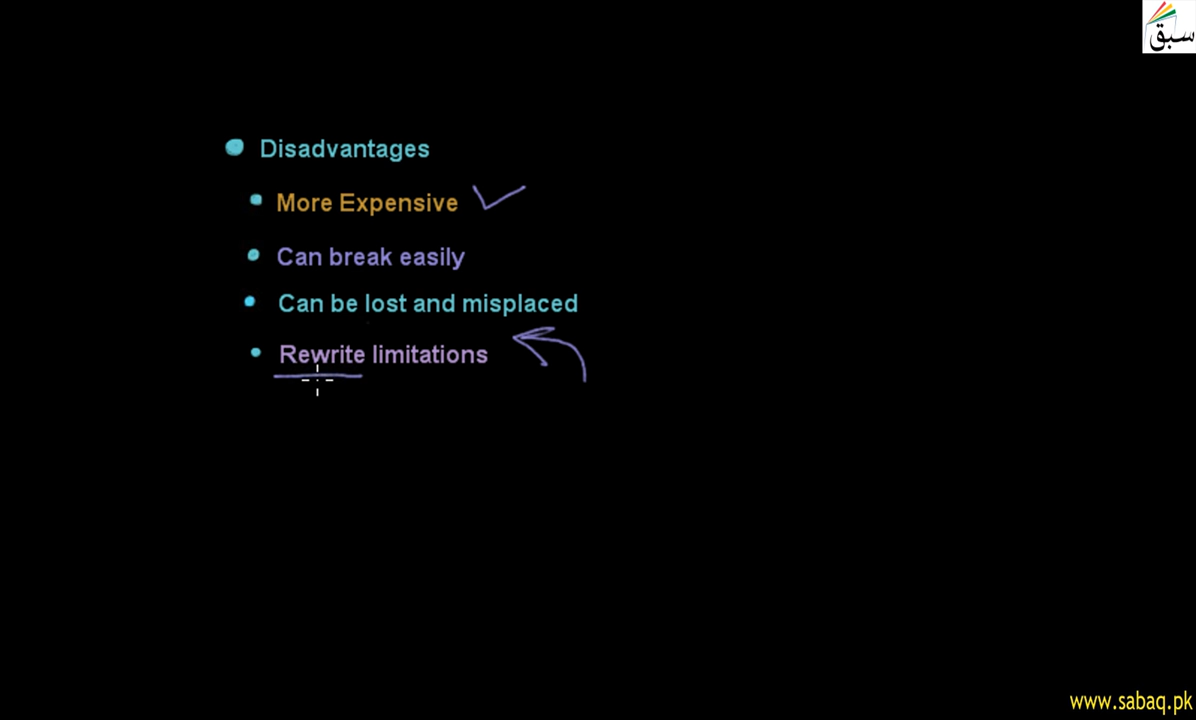 سبق
Disadvantages
More Expensive
Can break easily
Can be lost and misplaced
Rewrite limitations
www.sabaq.pk